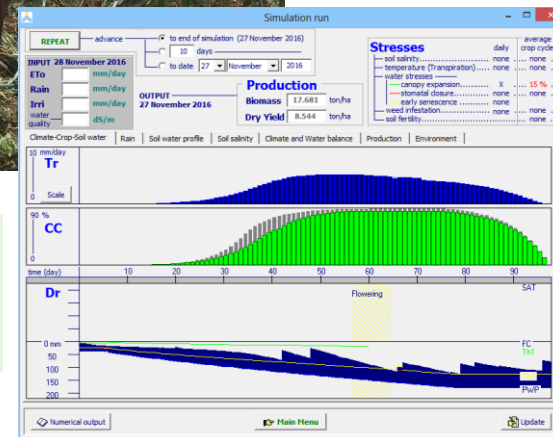 Simulation run
REPEAT
advance
to end of simulation (27 November 2016)
10 days
to date 27 November 2016
INPUT 28 November 2016
ETo mm/day
Rain mm/day
Irri mm/day
water quality dS/m
OUTPUT
27 November 2016
Production
Biomass 17.681 ton/ha
Dry Yield 8.544 ton/ha
Stresses
daily
average
crop cycle
soil salinity none none
temperature (Transpiration) none none
water stresses
canopy expansion X 15 %
stomatal closure none none
early senescence none
weed infestation none none
soil fertility none
Climate-Crop-Soil water Rain Soil water profile Soil salinity Climate and Water balance Production Environment
10 mm/day
Tr
0 Scale
90 %
CC
0
time (day) 10 20 30 40 50 60 70 80 90
Dr
Flowering
SAT
0 mm
FC
50
100
150
200
PWP
Numerical output
Main Menu
Update